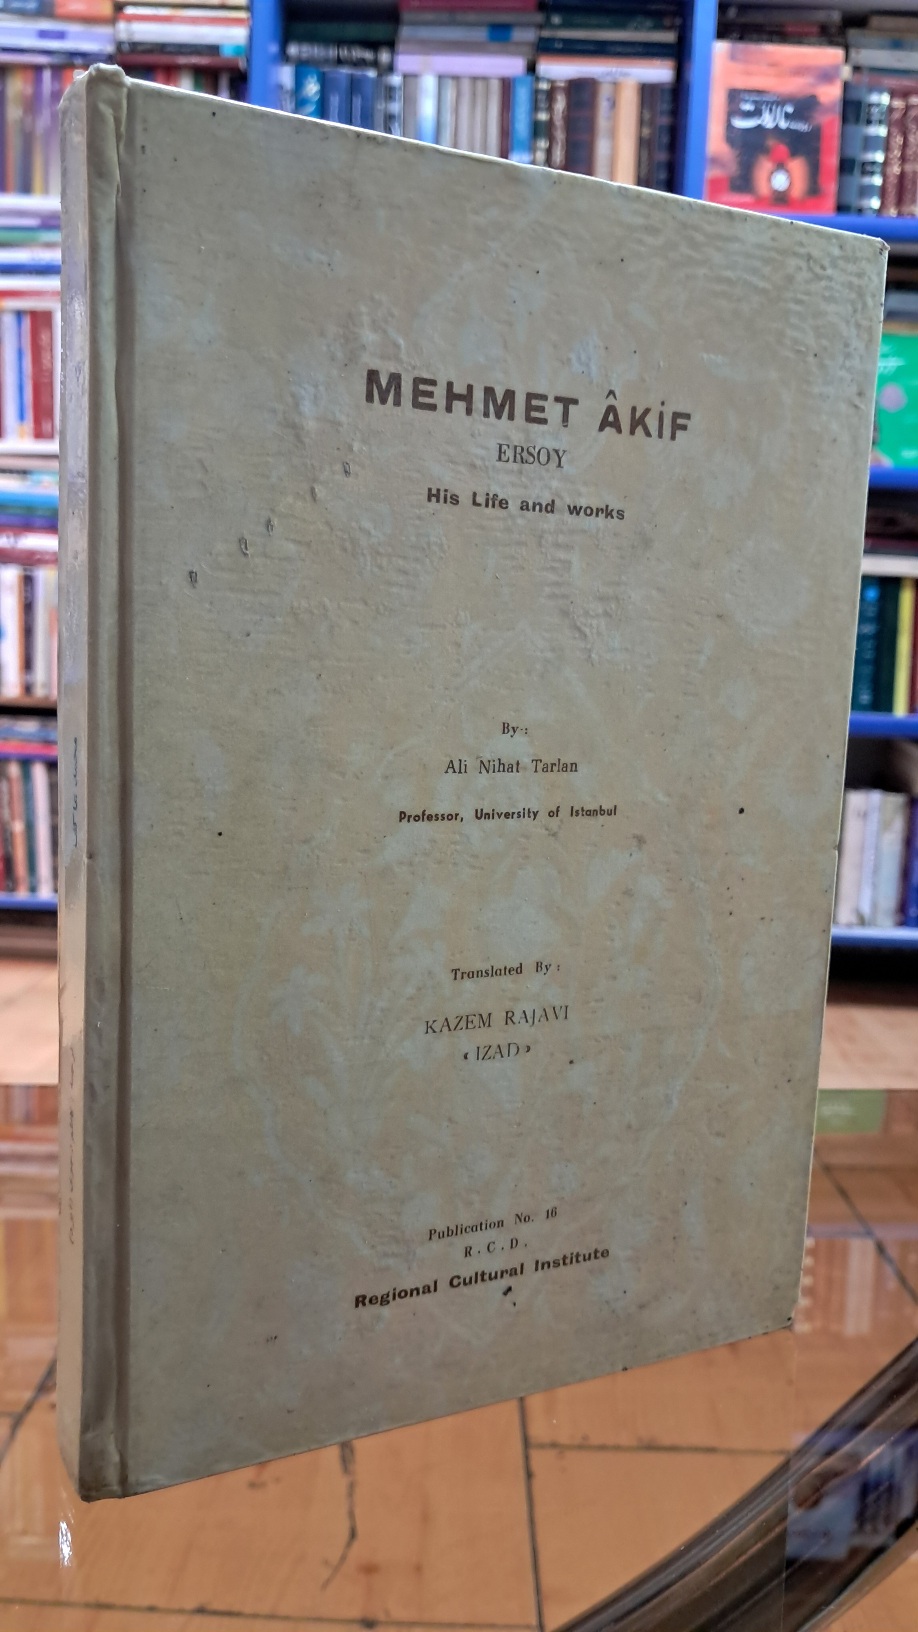 MEHMET ÂKİF
ERSOY
His Life and works
By:
Ali Nihat Tarlan
Professor, University of Istanbul
Translated By :
KAZEM RAJAVI
« IZAD »
Publication No. 16
R . C . D .
Regional Cultural Institute